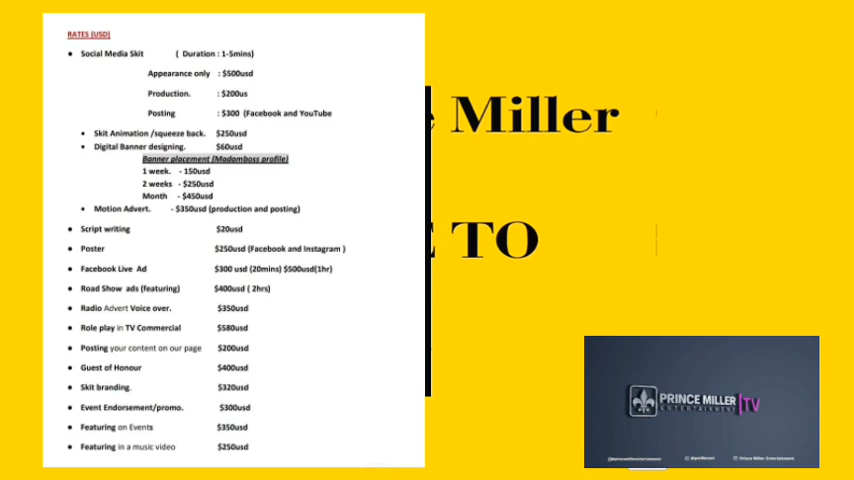 RATES (USD)
● Social Media Skit ( Duration : 1-5mins)
Appearance only : $500usd
Production. : $200us
Posting : $300 (Facebook and YouTube
• Skit Animation /squeeze back. $250usd
• Digital Banner designing. $60usd
Banner placement (Madamboss profile)
1 week. - 150usd
2 weeks - $250usd
Month - $450usd
• Motion Advert. - $350usd (production and posting)
● Script writing $20usd
● Poster $250usd (Facebook and Instagram )
● Facebook Live Ad $300 usd (20mins) $500usd(1hr)
● Road Show ads (featuring) $400usd ( 2hrs)
● Radio Advert Voice over. $350usd
● Role play in TV Commercial $580usd
● Posting your content on our page $200usd
● Guest of Honour $400usd
● Skit branding. $320usd
● Event Endorsement/promo. $300usd
● Featuring on Events $350usd
● Featuring in a music video $250usd
Miller
TO
PRINCE MILLER TV
ENTERTAINMENT
Prince Miller Entertainment